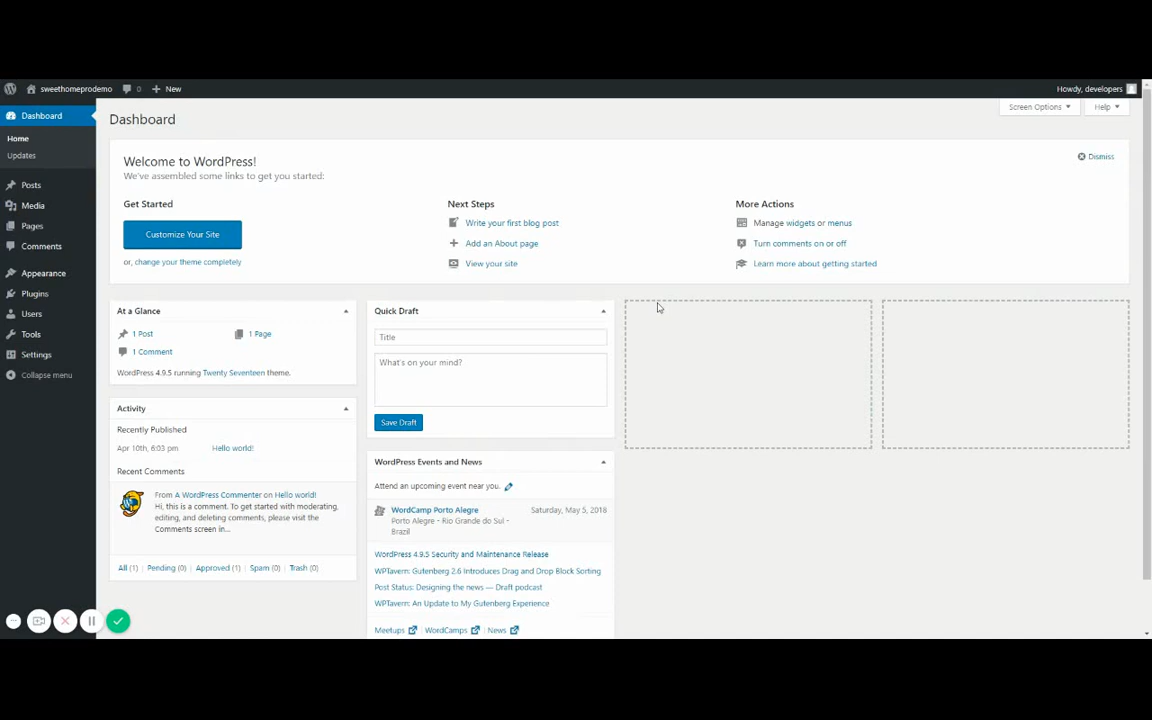 sweethomeprodemo 0 New Howdy, developers
Screen Options Help
Dashboard
Home
Updates
Posts
Media
Pages
Comments
Appearance
Plugins
Users
Tools
Settings
Collapse menu
Dashboard
Welcome to WordPress!
We've assembled some links to get you started:
Dismiss
Get Started
Customize Your Site
or, change your theme completely
Next Steps
Write your first blog post
Add an About page
View your site
More Actions
Manage widgets or menus
Turn comments on or off
Learn more about getting started
At a Glance
1 Post 1 Page
1 Comment
WordPress 4.9.5 running Twenty Seventeen theme.
Activity
Recently Published
Apr 10th, 6:03 pm Hello world!
Recent Comments
From A WordPress Commenter on Hello world!
Hi, this is a comment. To get started with moderating,
editing, and deleting comments, please visit the
Comments screen in...
All (1) | Pending (0) | Approved (1) | Spam (0) | Trash (0)
Quick Draft
Title
What's on your mind?
Save Draft
WordPress Events and News
Attend an upcoming event near you.
WordCamp Porto Alegre Saturday, May 5, 2018
Porto Alegre - Rio Grande do Sul -
Brazil
WordPress 4.9.5 Security and Maintenance Release
WPTavern: Gutenberg 2.6 Introduces Drag and Drop Block Sorting
Post Status: Designing the news — Draft podcast
WPTavern: An Update to My Gutenberg Experience
Meetups | WordCamps | News